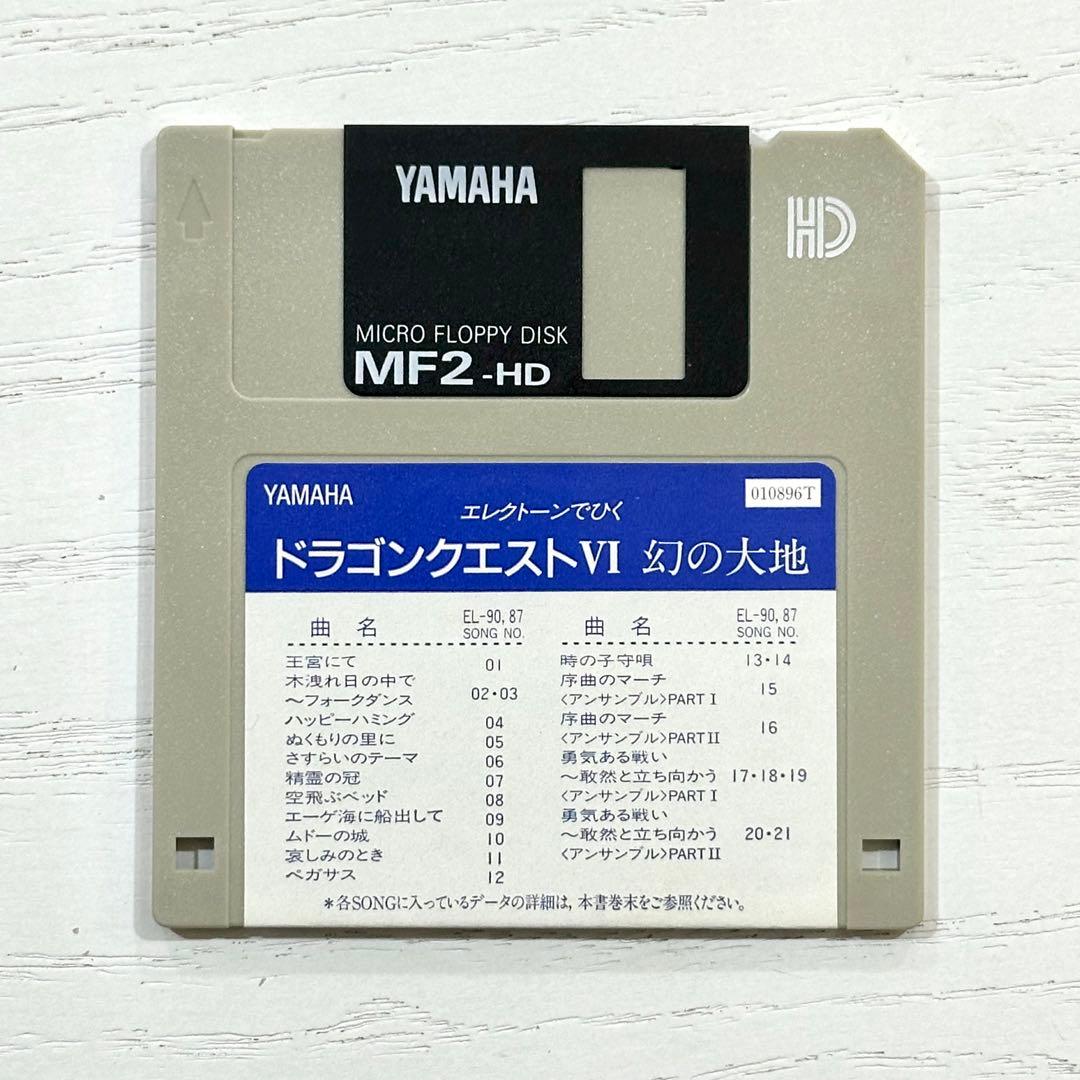 YAMAHA
HD
MICRO FLOPPY DISK
MF2 -HD
YAMAHA
010896T
エレクトーンでひく
ドラゴンクエストVI 幻の大地
曲 名 EL-90, 87 SONG NO.
王宮にて 01
木洩れ日の中で
〜フォークダンス 02・03
ハッピーハミング 04
ぬくもりの里に 05
さすらいのテーマ 06
精霊の冠 07
空飛ぶベッド 08
エーゲ海に船出して 09
ムドーの城 10
哀しみのとき 11
ペガサス 12
曲 名 EL-90, 87 SONG NO.
時の子守唄 13・14
序曲のマーチ
〈アンサンブル〉PART I 15
序曲のマーチ
〈アンサンブル〉PART II 16
勇気ある戦い
〜敢然と立ち向かう 17・18・19
〈アンサンブル〉PART I
勇気ある戦い
〜敢然と立ち向かう 20・21
〈アンサンブル〉PART II
*各SONGに入っているデータの詳細は, 本書巻末をご参照ください。